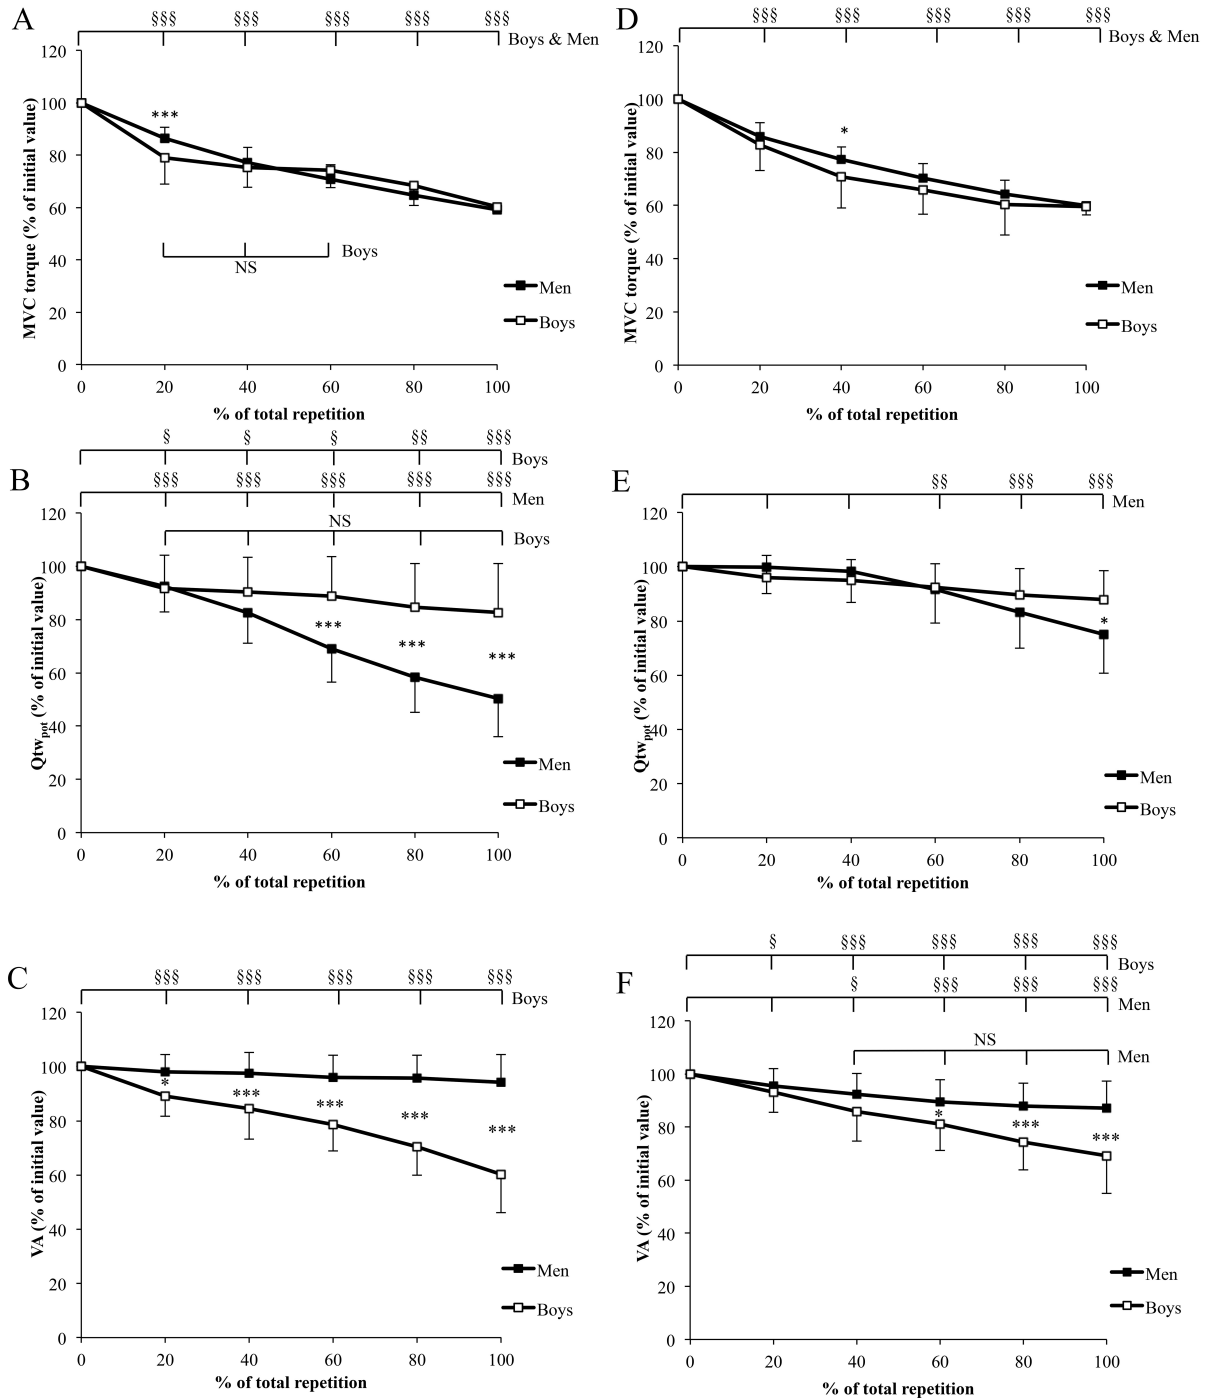 A
§§§ §§§ §§§ §§§ §§§
Boys & Men
120
100
80
60
40
20
0
MVC torque (% of initial value)
***
NS
Boys
Men
Boys
0 20 40 60 80 100
% of total repetition
D
§§§ §§§ §§§ §§§ §§§
Boys & Men
120
100
80
60
40
20
0
MVC torque (% of initial value)
*
Men
Boys
0 20 40 60 80 100
% of total repetition
B
§ § § §§ §§§
Boys
§§§ §§§ §§§ §§§ §§§
Men
NS
Boys
120
100
80
60
40
20
0
Qtwpot (% of initial value)
*** *** ***
Men
Boys
0 20 40 60 80 100
% of total repetition
E
§§ §§§ §§§
Men
120
100
80
60
40
20
0
Qtwpot (% of initial value)
*
Men
Boys
0 20 40 60 80 100
% of total repetition
C
§§§ §§§ §§§ §§§ §§§
Boys
120
100
80
60
40
20
0
VA (% of initial value)
* *** *** *** ***
Men
Boys
0 20 40 60 80 100
% of total repetition
F
§ §§§ §§§ §§§ §§§
Boys
§ §§§ §§§ §§§
Men
NS
Men
120
100
80
60
40
20
0
VA (% of initial value)
* *** ***
Men
Boys
0 20 40 60 80 100
% of total repetition